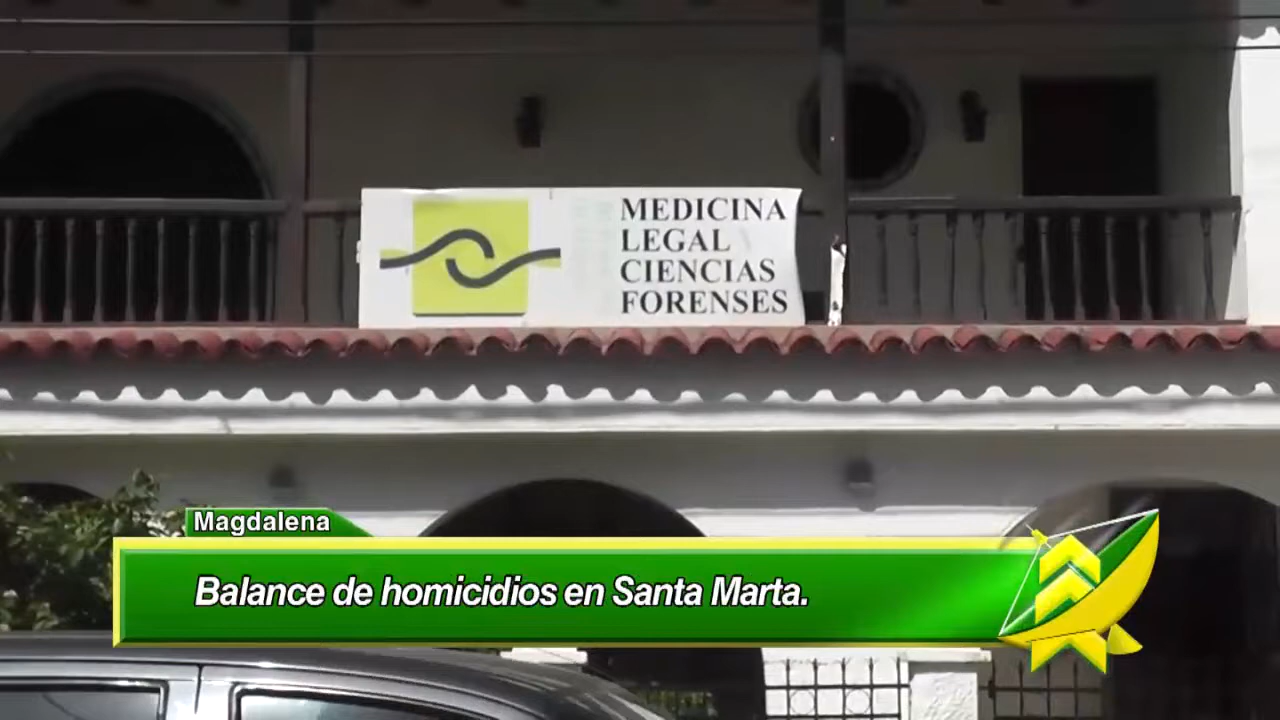 MEDICINA
LEGAL
CIENCIAS
FORENSES
Magdalena
Balance de homicidios en Santa Marta.